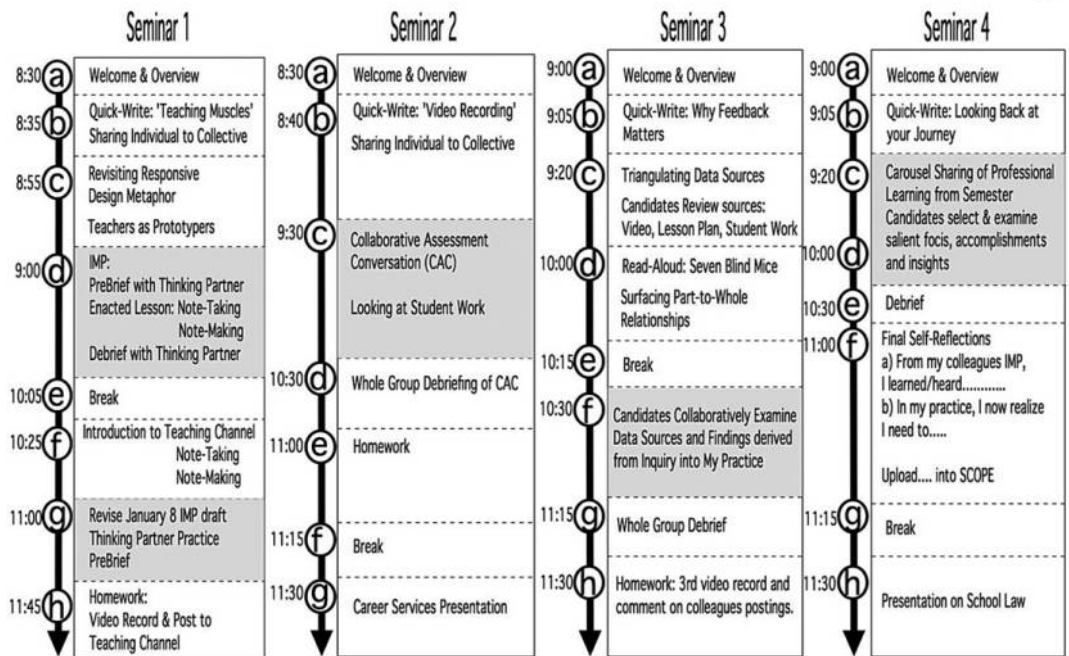 Seminar 1
8:30 a Welcome & Overview
8:35 b Quick-Write: 'Teaching Muscles'
Sharing Individual to Collective
8:55 c Revisiting Responsive
Design Metaphor
Teachers as Prototypers
9:00 d IMP:
PreBrief with Thinking Partner
Enacted Lesson: Note-Taking
Note-Making
Debrief with Thinking Partner
10:05 e Break
10:25 f Introduction to Teaching Channel
Note-Taking
Note-Making
11:00 g Revise January 8 IMP draft
Thinking Partner Practice
PreBrief
11:45 h Homework:
Video Record & Post to
Teaching Channel
Seminar 2
8:30 a Welcome & Overview
8:40 b Quick-Write: 'Video Recording'
Sharing Individual to Collective
9:30 c Collaborative Assessment
Conversation (CAC)
Looking at Student Work
10:30 d Whole Group Debriefing of CAC
11:00 e Homework
11:15 f Break
11:30 g Career Services Presentation
Seminar 3
9:00 a Welcome & Overview
9:05 b Quick-Write: Why Feedback
Matters
9:20 c Triangulating Data Sources
Candidates Review sources:
Video, Lesson Plan, Student Work
10:00 d Read-Aloud: Seven Blind Mice
Surfacing Part-to-Whole
Relationships
10:15 e Break
10:30 f Candidates Collaboratively Examine
Data Sources and Findings derived
from Inquiry into My Practice
11:15 g Whole Group Debrief
11:30 h Homework: 3rd video record and
comment on colleagues postings.
Seminar 4
9:00 a Welcome & Overview
9:05 b Quick-Write: Looking Back at
your Journey
9:20 c Carousel Sharing of Professional
Learning from Semester
Candidates select & examine
10:00 d salient focis, accomplishments
and insights
10:30 e Debrief
11:00 f Final Self-Reflections
a) From my colleagues IMP,
I learned/heard............
b) In my practice, I now realize
I need to.....
Upload.... into SCOPE
11:15 g Break
11:30 h Presentation on School Law